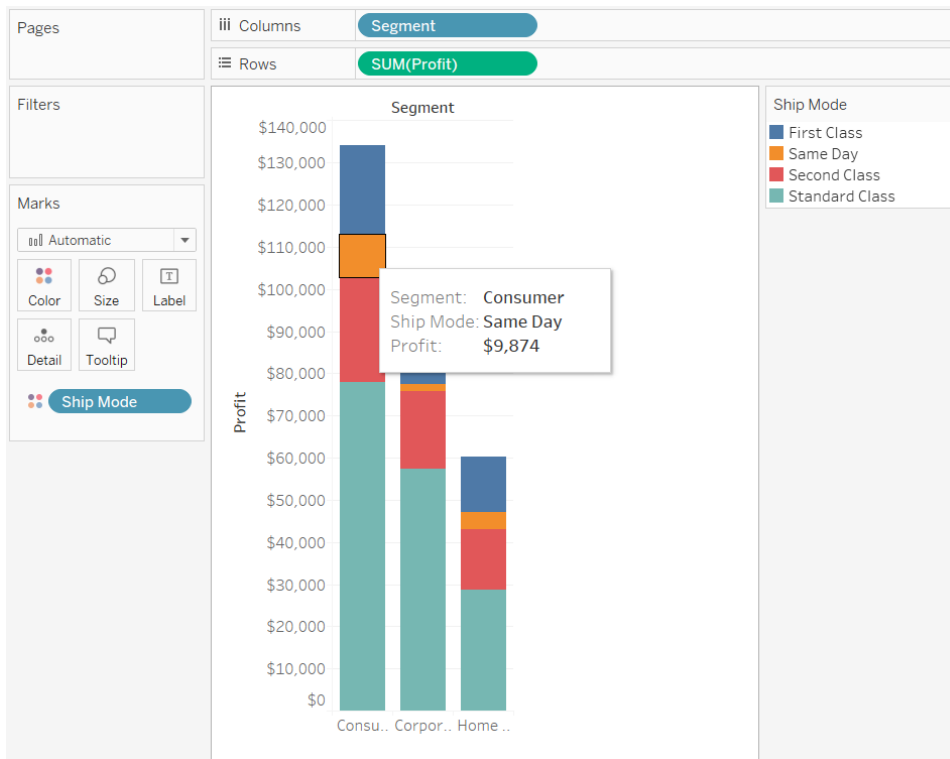 Pages
Columns
Segment
Rows
SUM(Profit)
Filters
Marks
Automatic
Color
Size
Label
Detail
Tooltip
Ship Mode
Segment
$140,000
$130,000
$120,000
$110,000
$100,000
$90,000
$80,000
$70,000
$60,000
$50,000
$40,000
$30,000
$20,000
$10,000
$0
Profit
Consu..
Corpor..
Home ..
Segment: Consumer
Ship Mode: Same Day
Profit: $9,874
Ship Mode
First Class
Same Day
Second Class
Standard Class